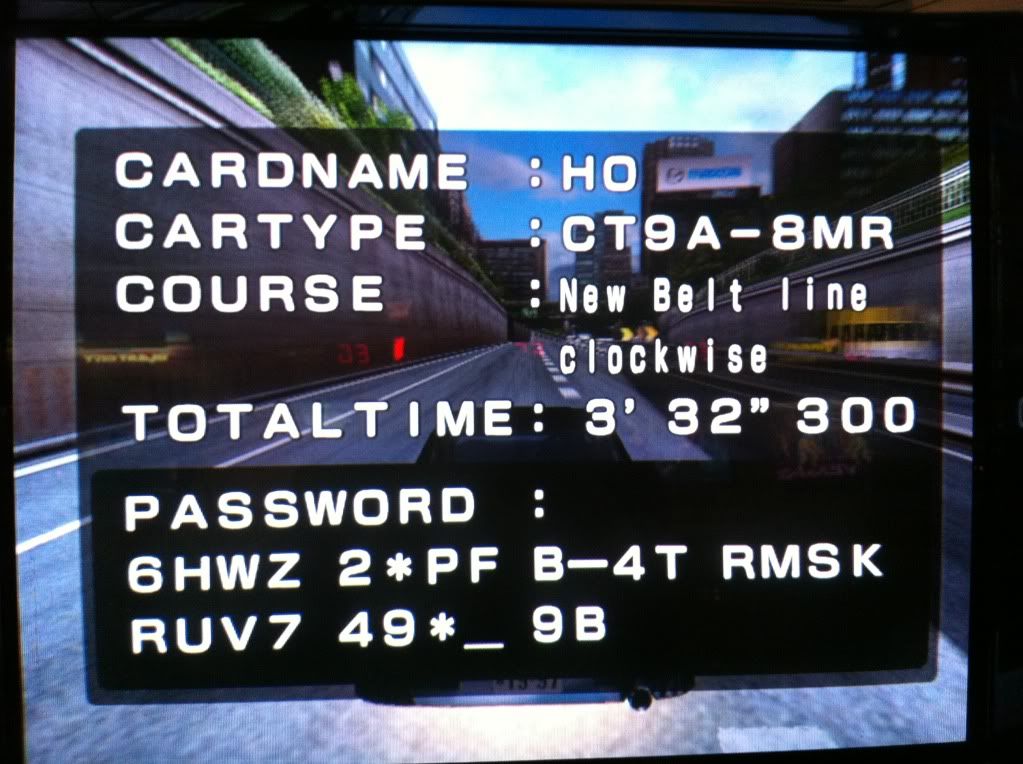 CARDNAME : HO
CARTYPE : CT9A-8MR
COURSE : New Belt line
clockwise
TOTALTIME : 3' 32" 300
PASSWORD :
6HWZ 2*PF B-4T RMSK
RUV7 49*_ 9B